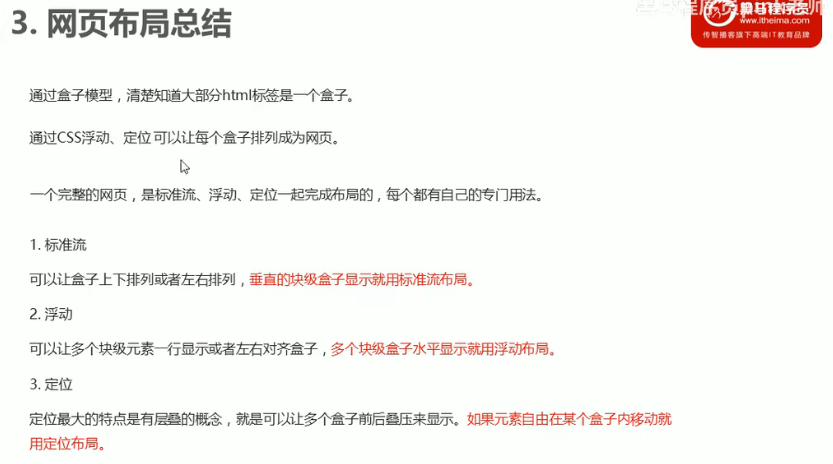 3. 网页布局总结
黑马程序员
www.itheima.com
传智播客旗下高端IT教育品牌
通过盒子模型，清楚知道大部分html标签是一个盒子。
通过CSS浮动、定位 可以让每个盒子排列成为网页。
一个完整的网页，是标准流、浮动、定位一起完成布局的，每个都有自己的专门用法。
1. 标准流
可以让盒子上下排列或者左右排列，垂直的块级盒子显示就用标准流布局。
2. 浮动
可以让多个块级元素一行显示或者左右对齐盒子，多个块级盒子水平显示就用浮动布局。
3. 定位
定位最大的特点是有层叠的概念，就是可以让多个盒子前后叠压来显示。如果元素自由在某个盒子内移动就
用定位布局。